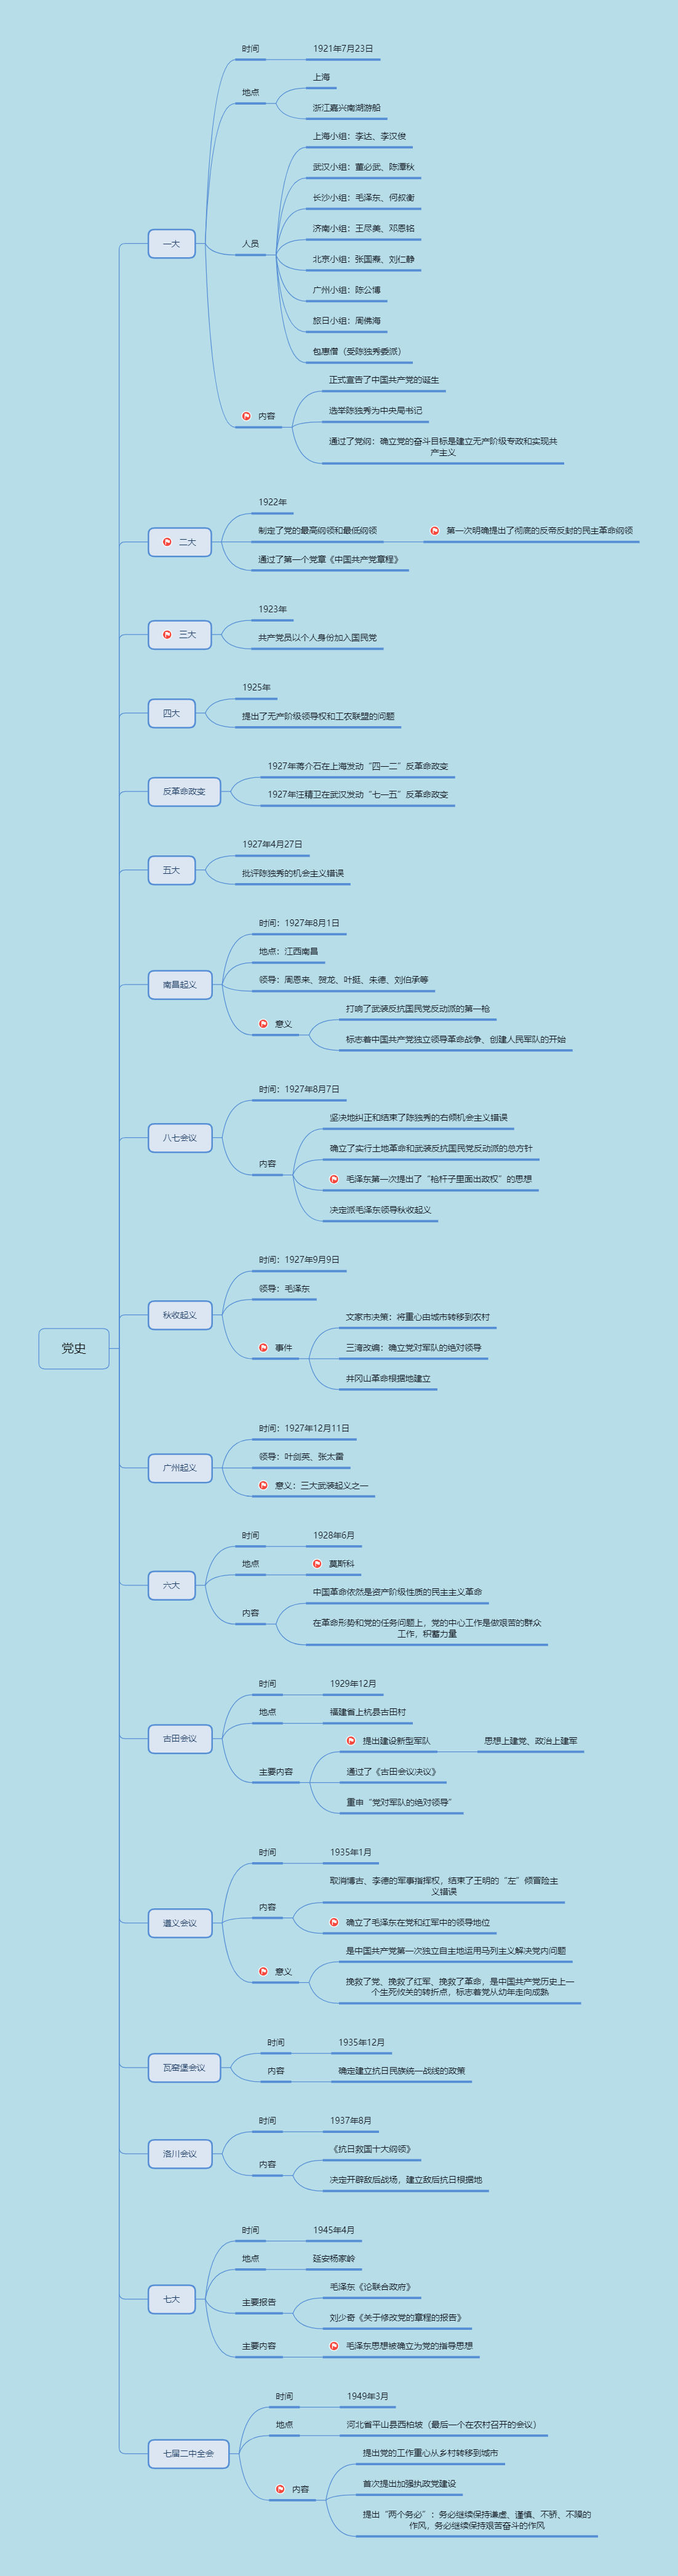 党史
一大
时间
1921年7月23日
地点
上海
浙江嘉兴南湖游船
人员
上海小组：李达、李汉俊
武汉小组：董必武、陈潭秋
长沙小组：毛泽东、何叔衡
济南小组：王尽美、邓恩铭
北京小组：张国焘、刘仁静
广州小组：陈公博
旅日小组：周佛海
包惠僧（受陈独秀委派）
内容
正式宣告了中国共产党的诞生
选举陈独秀为中央局书记
通过了党纲：确立党的奋斗目标是建立无产阶级专政和实现共
产主义
二大
1922年
制定了党的最高纲领和最低纲领
第一次明确提出了彻底的反帝反封的民主革命纲领
通过了第一个党章《中国共产党章程》
三大
1923年
共产党员以个人身份加入国民党
四大
1925年
提出了无产阶级领导权和工农联盟的问题
反革命政变
1927年蒋介石在上海发动“四一二”反革命政变
1927年汪精卫在武汉发动“七一五”反革命政变
五大
1927年4月27日
批评陈独秀的机会主义错误
南昌起义
时间：1927年8月1日
地点：江西南昌
领导：周恩来、贺龙、叶挺、朱德、刘伯承等
意义
打响了武装反抗国民党反动派的第一枪
标志着中国共产党独立领导革命战争、创建人民军队的开始
八七会议
时间：1927年8月7日
内容
坚决地纠正和结束了陈独秀的右倾机会主义错误
确立了实行土地革命和武装反抗国民党反动派的总方针
毛泽东第一次提出了“枪杆子里面出政权”的思想
决定派毛泽东领导秋收起义
秋收起义
时间：1927年9月9日
领导：毛泽东
事件
文家市决策：将重心由城市转移到农村
三湾改编：确立党对军队的绝对领导
井冈山革命根据地建立
广州起义
时间：1927年12月11日
领导：叶剑英、张太雷
意义：三大武装起义之一
六大
时间
1928年6月
地点
莫斯科
内容
中国革命依然是资产阶级性质的民主主义革命
在革命形势和党的任务问题上，党的中心工作是做艰苦的群众
工作，积蓄力量
古田会议
时间
1929年12月
地点
福建省上杭县古田村
主要内容
提出建设新型军队
思想上建党、政治上建军
通过了《古田会议决议》
重申“党对军队的绝对领导”
遵义会议
时间
1935年1月
内容
取消博古、李德的军事指挥权，结束了王明的“左”倾冒险主
义错误
确立了毛泽东在党和红军中的领导地位
意义
是中国共产党第一次独立自主地运用马列主义解决党内问题
挽救了党、挽救了红军、挽救了革命，是中国共产党历史上一
个生死攸关的转折点，标志着党从幼年走向成熟
瓦窑堡会议
时间
1935年12月
内容
确定建立抗日民族统一战线的政策
洛川会议
时间
1937年8月
内容
《抗日救国十大纲领》
决定开辟敌后战场，建立敌后抗日根据地
七大
时间
1945年4月
地点
延安杨家岭
主要报告
毛泽东《论联合政府》
刘少奇《关于修改党的章程的报告》
主要内容
毛泽东思想被确立为党的指导思想
七届二中全会
时间
1949年3月
地点
河北省平山县西柏坡（最后一个在农村召开的会议）
内容
提出党的工作重心从乡村转移到城市
首次提出加强执政党建设
提出“两个务必”：务必继续保持谦虚、谨慎、不骄、不躁的
作风，务必继续保持艰苦奋斗的作风